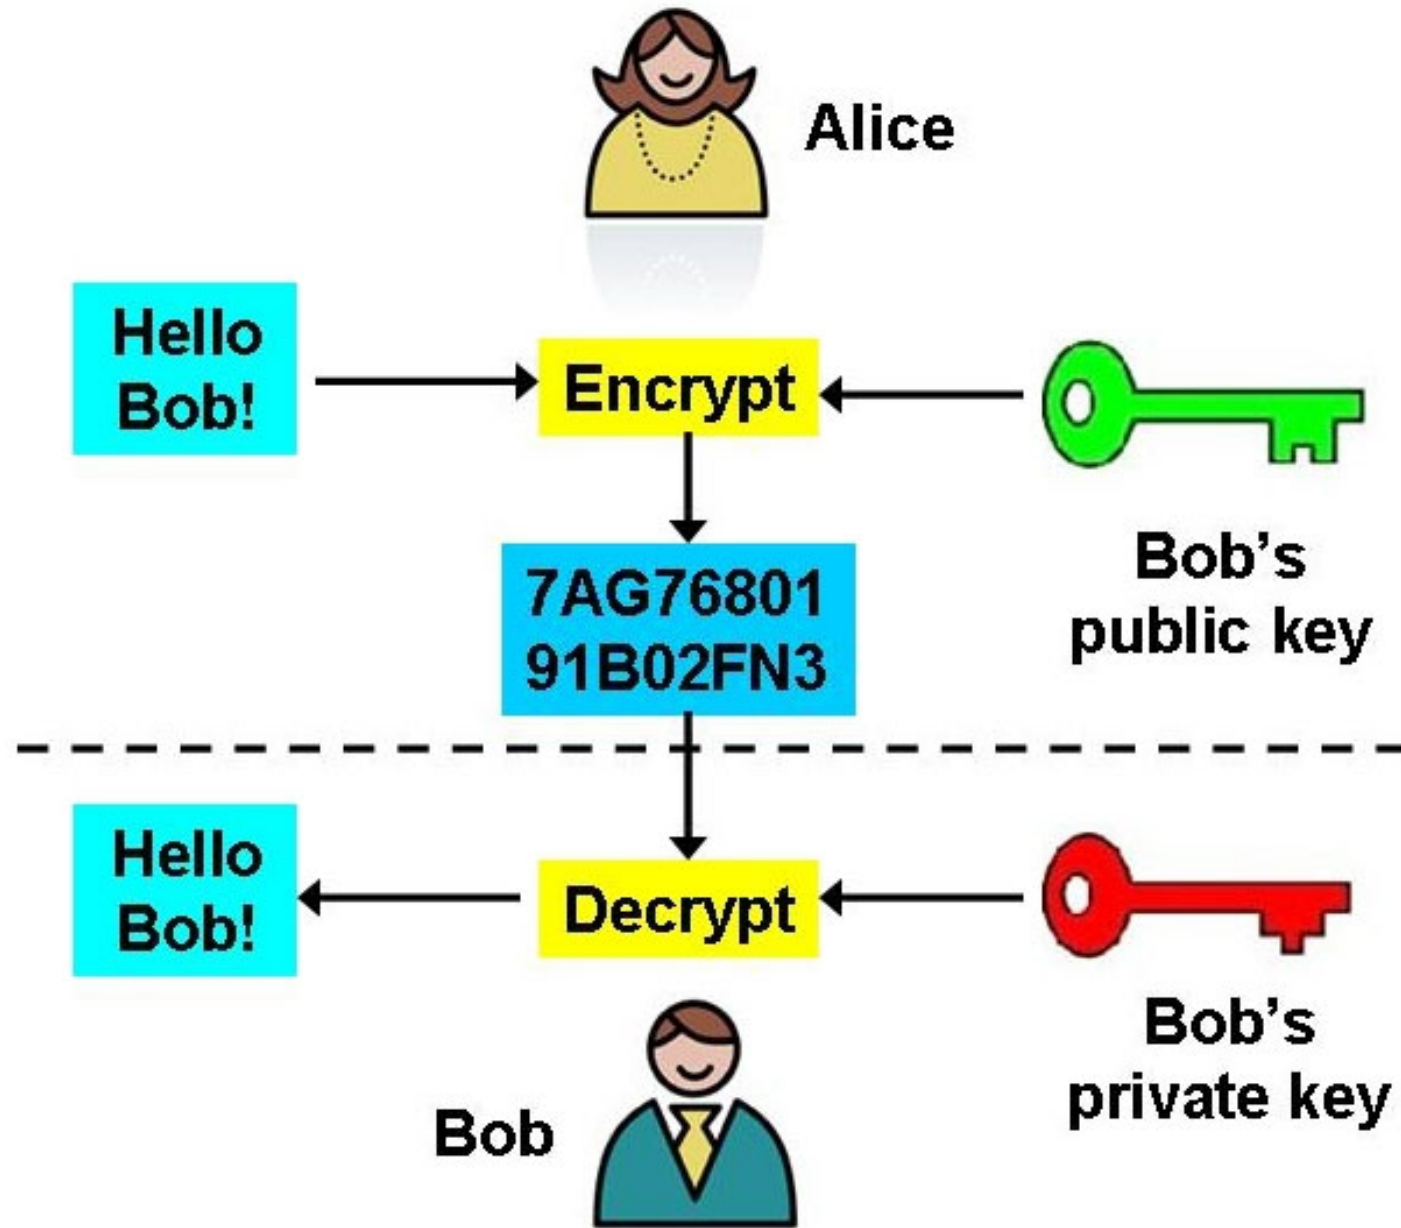 Alice
Hello
Bob!
Encrypt
Bob’s
public key
7AG76801
91B02FN3
Hello
Bob!
Decrypt
Bob’s
private key
Bob